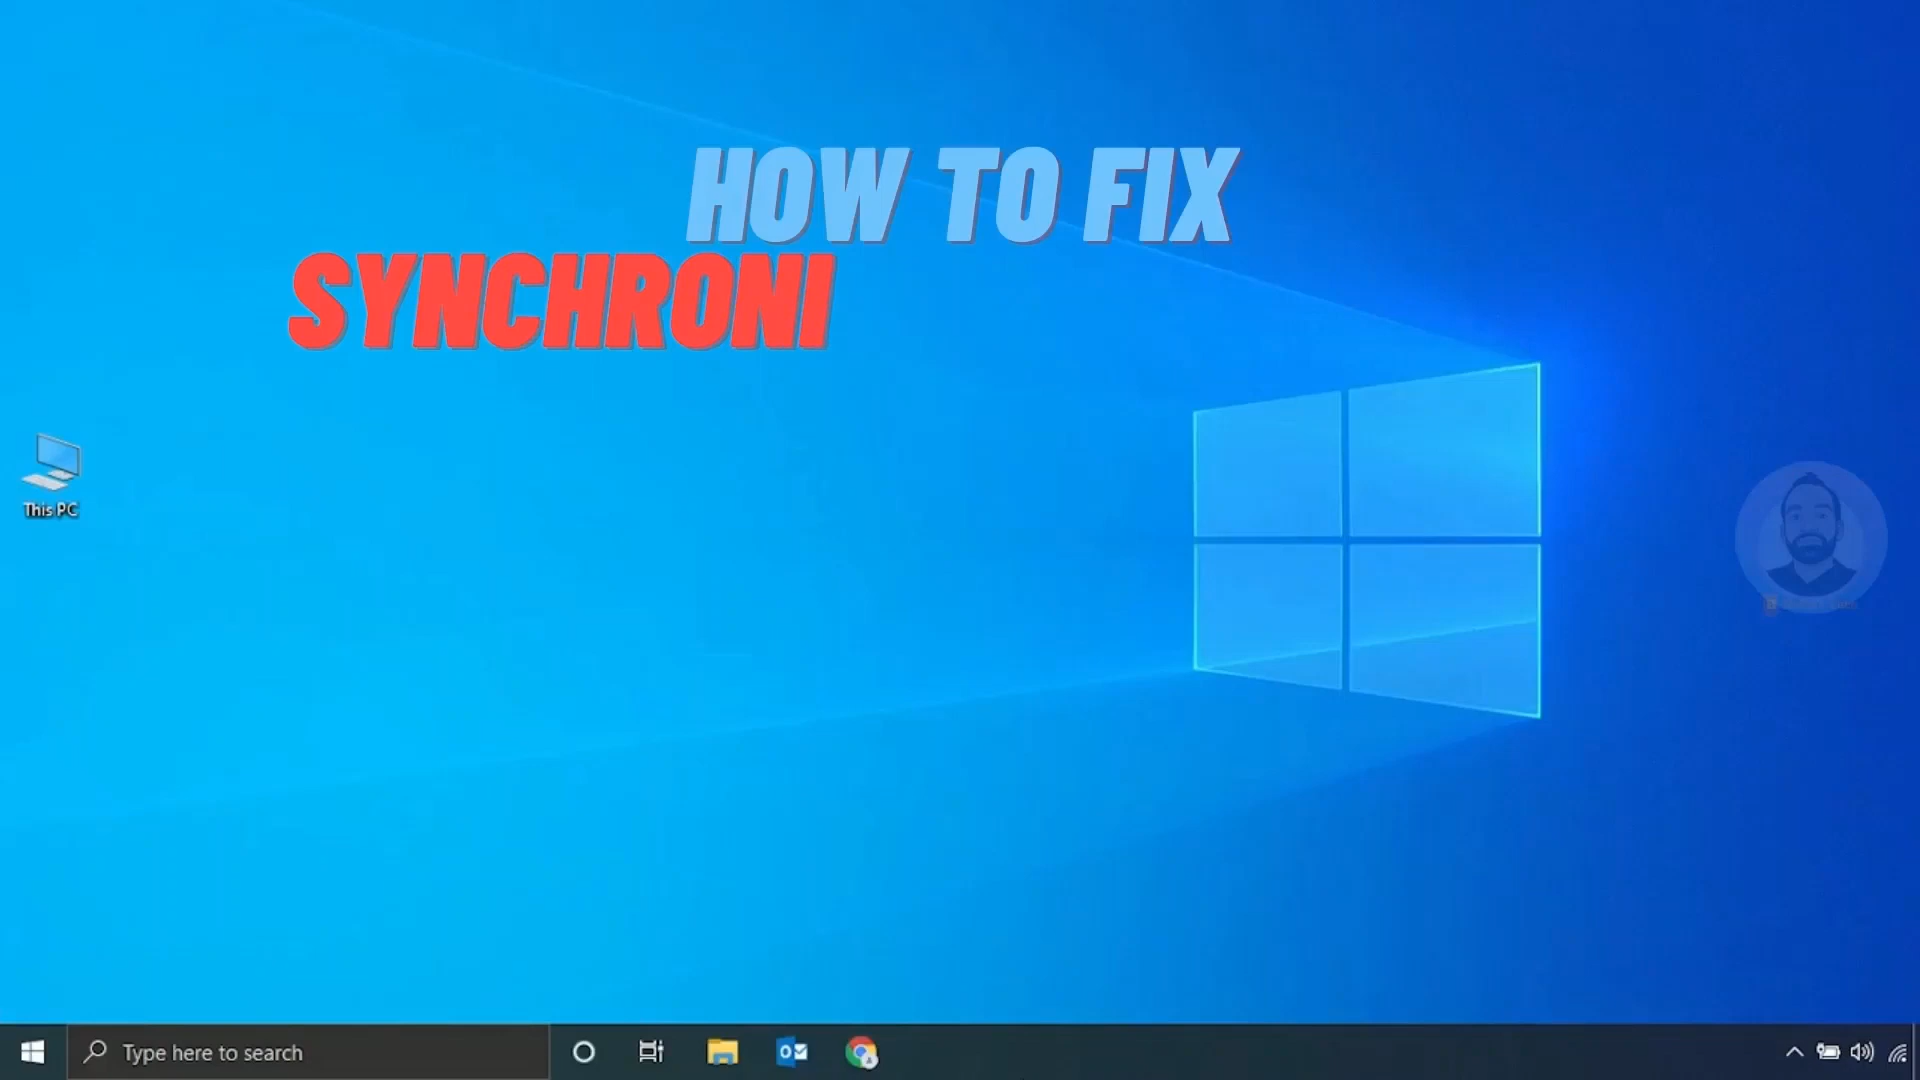 HOW TO FIX
SYNCHRONI
This PC
Type here to search